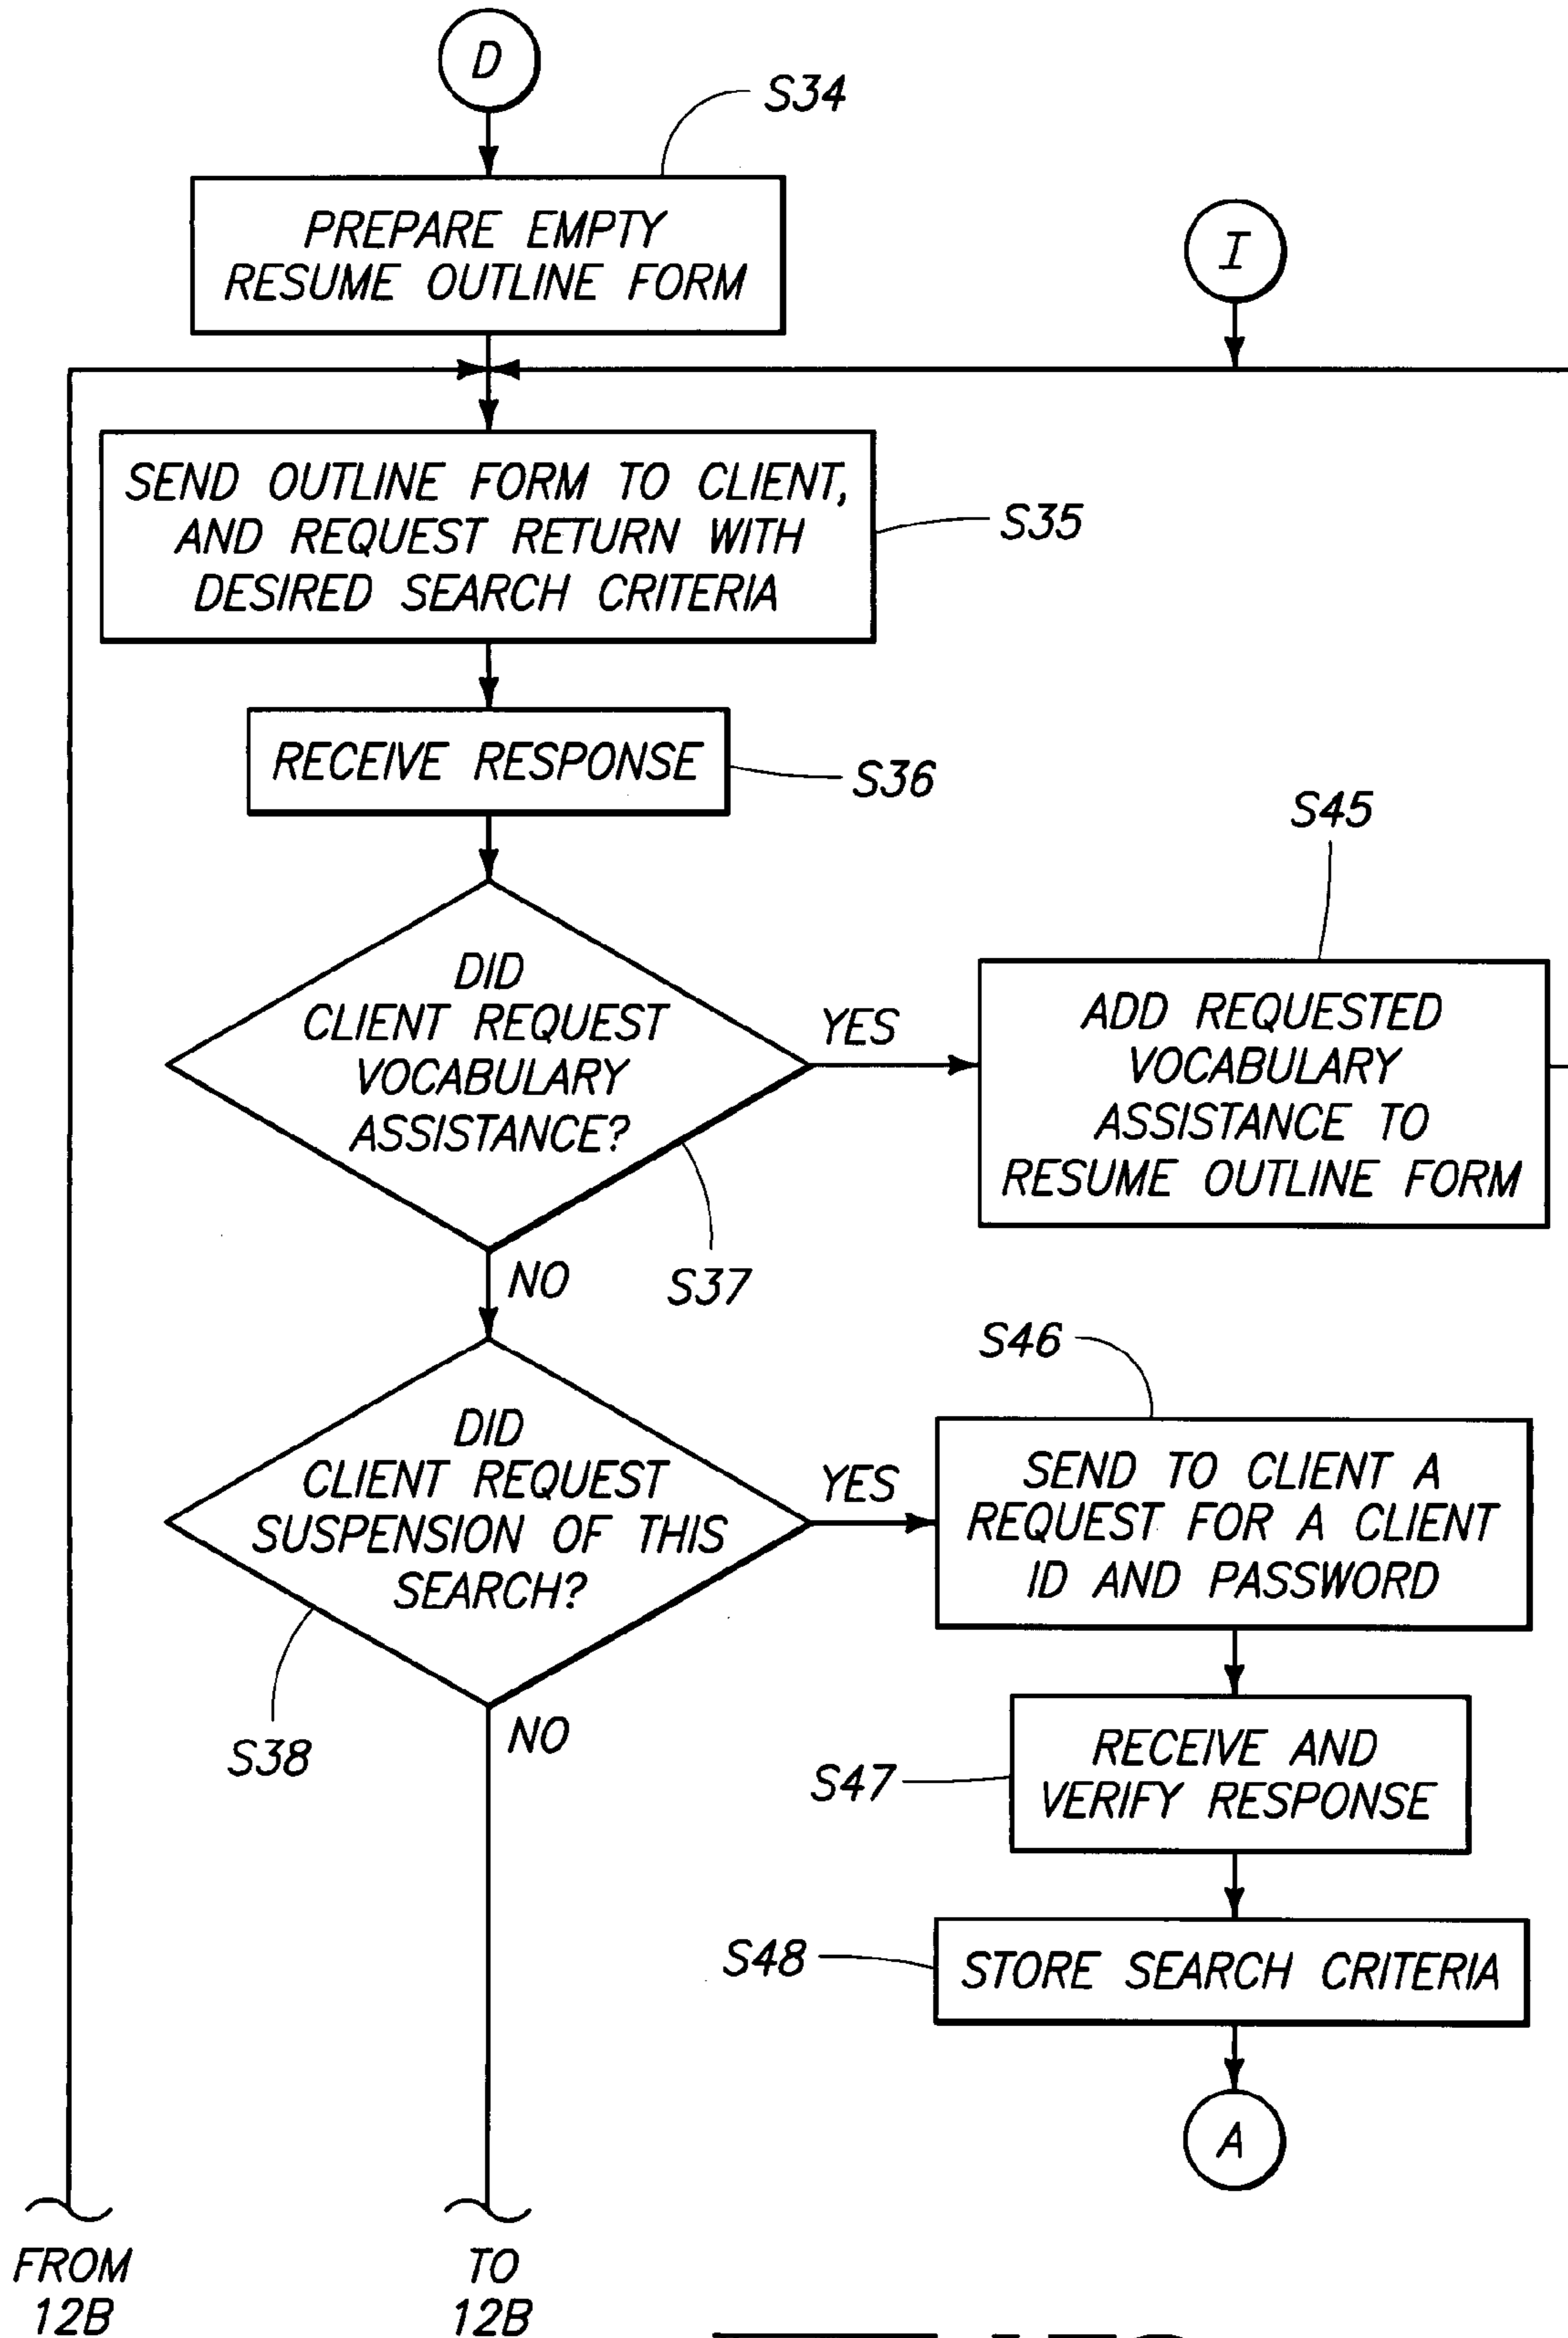 D
S34
PREPARE EMPTY
RESUME OUTLINE FORM
I
SEND OUTLINE FORM TO CLIENT,
AND REQUEST RETURN WITH
DESIRED SEARCH CRITERIA
S35
RECEIVE RESPONSE
S36
DID
CLIENT REQUEST
VOCABULARY
ASSISTANCE?
YES
S37
NO
S45
ADD REQUESTED
VOCABULARY
ASSISTANCE TO
RESUME OUTLINE FORM
DID
CLIENT REQUEST
SUSPENSION OF THIS
SEARCH?
YES
S38
NO
S46
SEND TO CLIENT A
REQUEST FOR A CLIENT
ID AND PASSWORD
S47
RECEIVE AND
VERIFY RESPONSE
S48
STORE SEARCH CRITERIA
A
FROM
12B
TO
12B